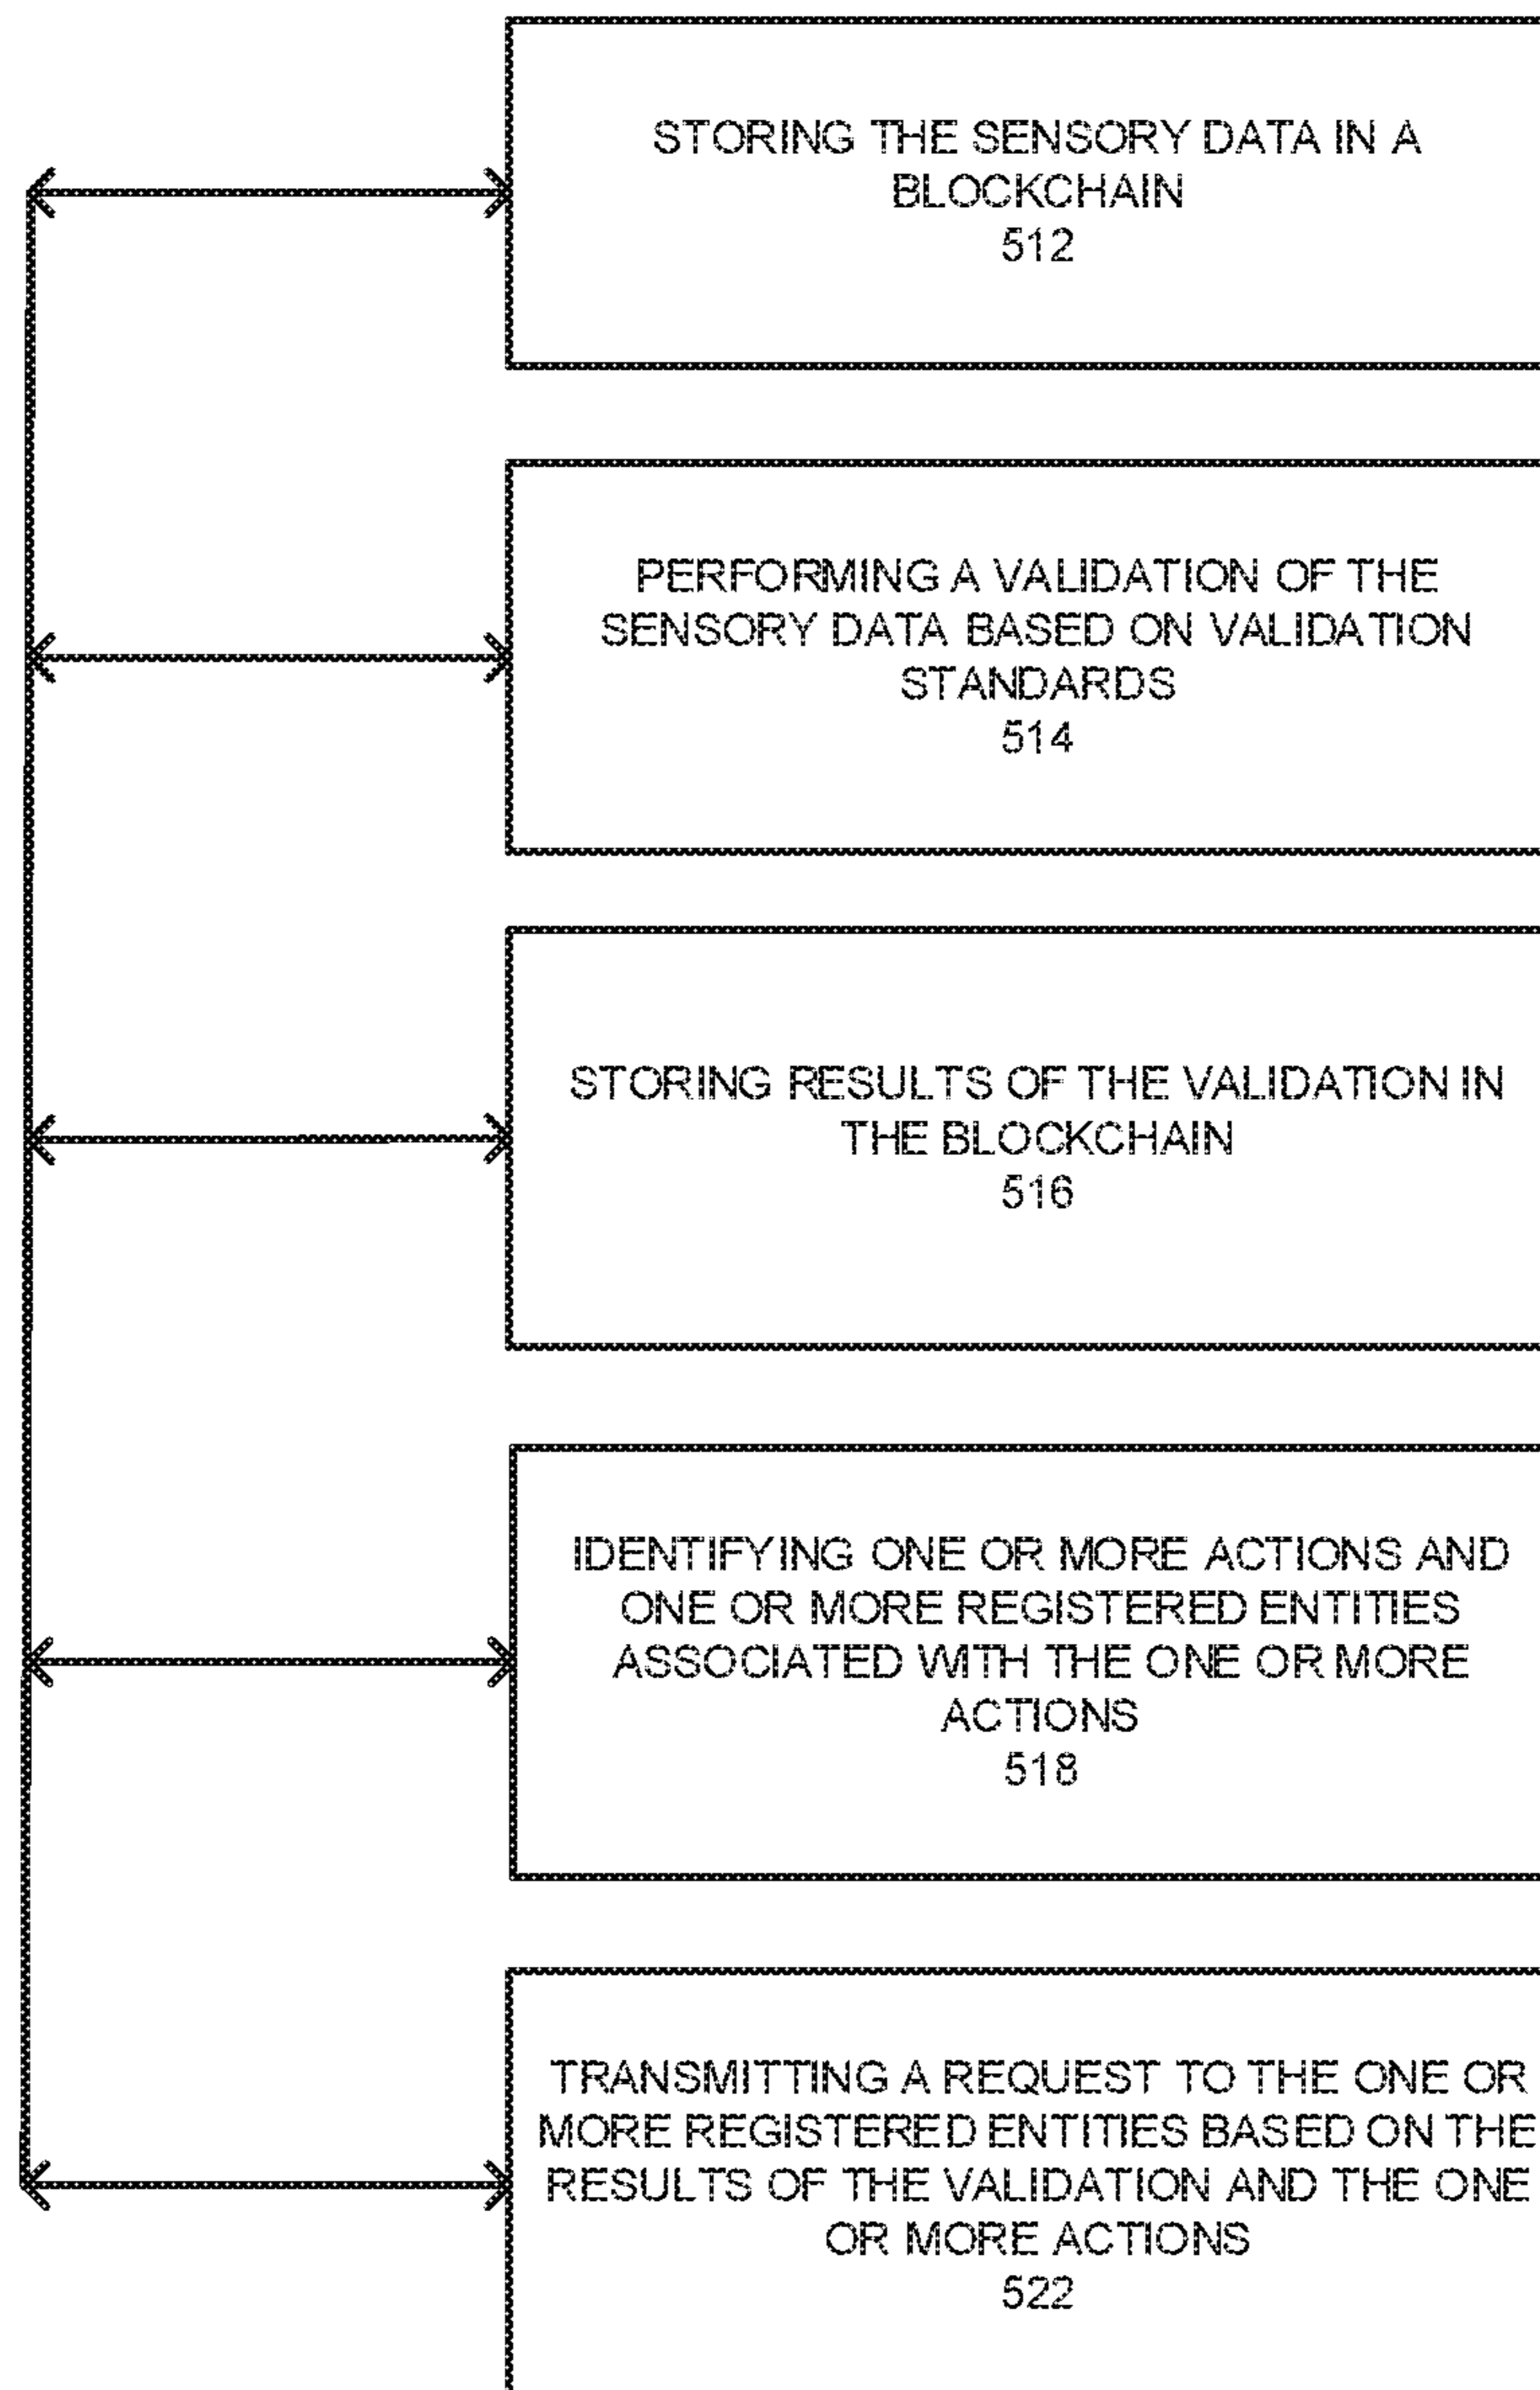 STORING THE SENSORY DATA IN A
BLOCKCHAIN
512
PERFORMING A VALIDATION OF THE
SENSORY DATA BASED ON VALIDATION
STANDARDS
514
STORING RESULTS OF THE VALIDATION IN
THE BLOCKCHAIN
516
IDENTIFYING ONE OR MORE ACTIONS AND
ONE OR MORE REGISTERED ENTITIES
ASSOCIATED WITH THE ONE OR MORE
ACTIONS
518
TRANSMITTING A REQUEST TO THE ONE OR
MORE REGISTERED ENTITIES BASED ON THE
RESULTS OF THE VALIDATION AND THE ONE
OR MORE ACTIONS
522